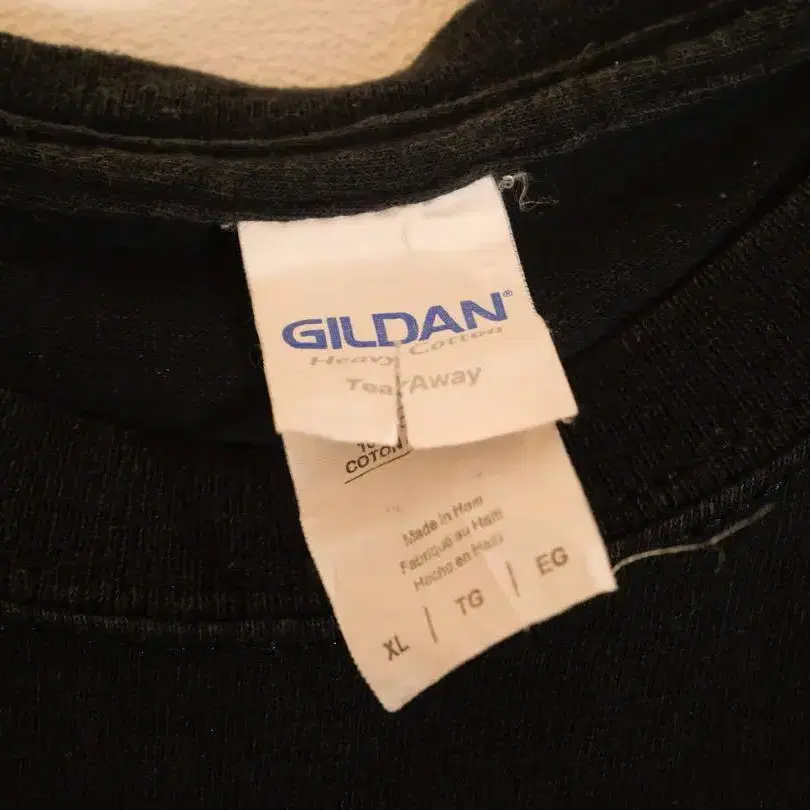 GILDAN®
Heavy Cotton
Tear Away
COTON
Made in Haiti
Fabriqué au Haiti
Hecho en Haiti
XL | TG | EG